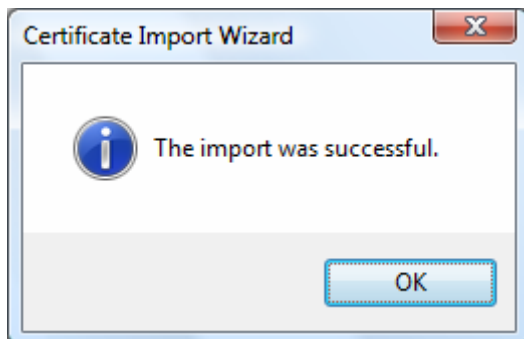 Certificate Import Wizard
The import was successful.
OK